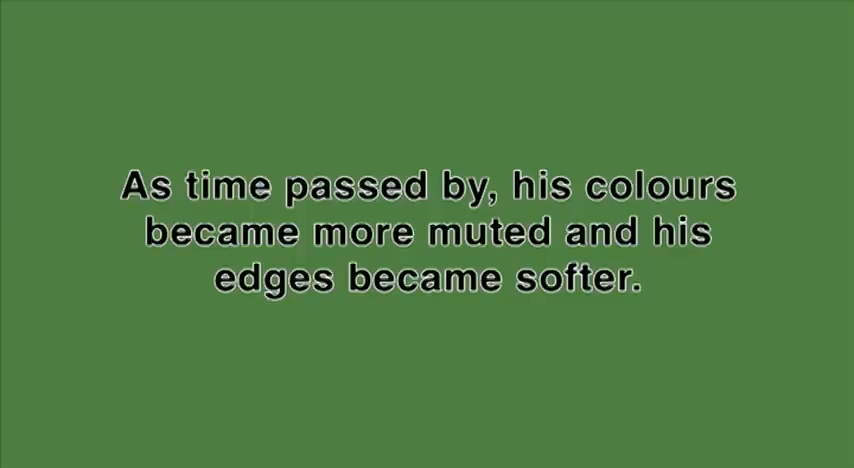 As time passed by, his colours
became more muted and his
edges became softer.